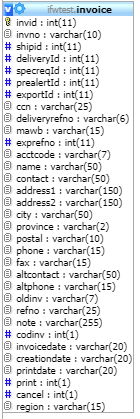 ifwtest.invoice
invid : int(11)
invno : varchar(10)
shipid : int(11)
deliveryId : int(11)
specreqId : int(11)
prealertId : int(11)
exportId : int(11)
ccn : varchar(25)
deliveryrefno : varchar(6)
mawb : varchar(15)
exprefno : int(11)
acctcode : varchar(7)
name : varchar(50)
contact : varchar(50)
address1 : varchar(150)
address2 : varchar(150)
city : varchar(50)
province : varchar(2)
postal : varchar(10)
phone : varchar(15)
fax : varchar(15)
altcontact : varchar(50)
altphone : varchar(15)
oldinv : varchar(7)
refno : varchar(25)
note : varchar(255)
codinv : int(1)
invoicedate : varchar(20)
creationdate : varchar(20)
printdate : varchar(20)
print : int(1)
cancel : int(1)
region : varchar(15)